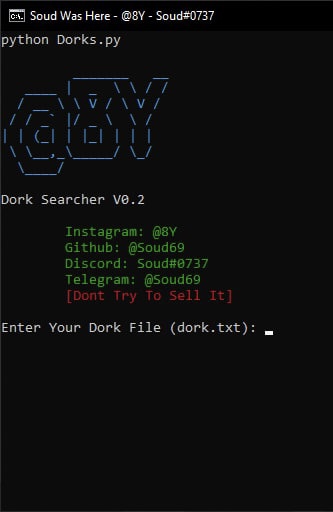 Soud Was Here - @8Y - Soud#0737
python Dorks.py
@8Y
Dork Searcher V0.2
Instagram: @8Y
Github: @Soud69
Discord: Soud#0737
Telegram: @Soud69
[Dont Try To Sell It]
Enter Your Dork File (dork.txt):